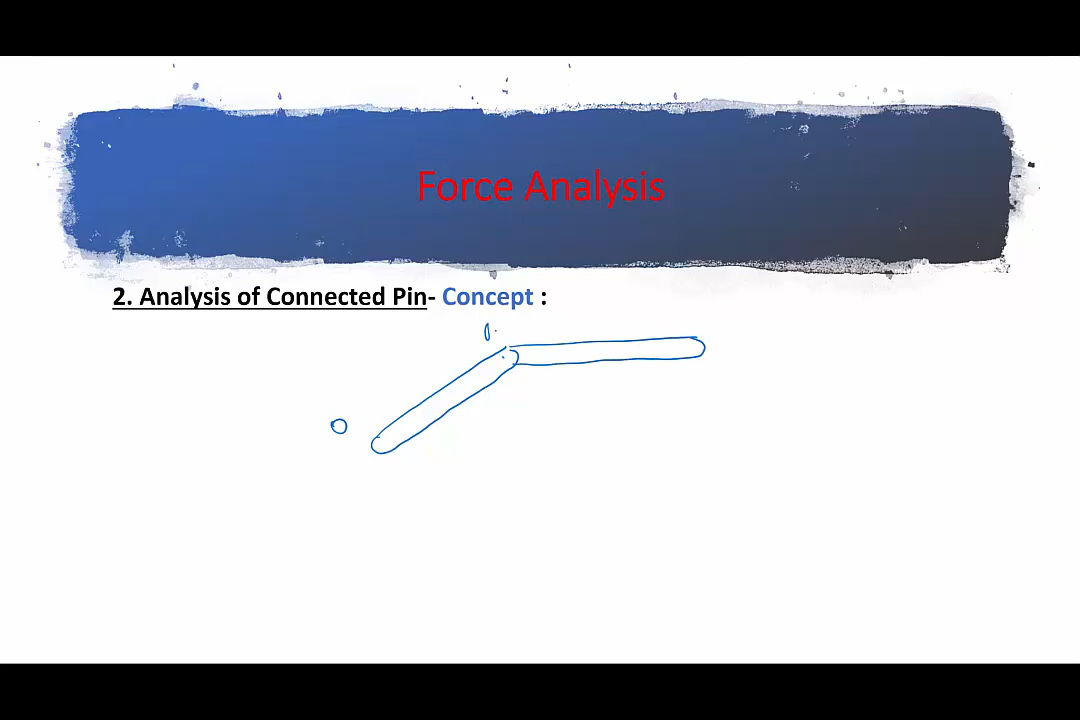 Force Analysis
2. Analysis of Connected Pin- Concept :
O